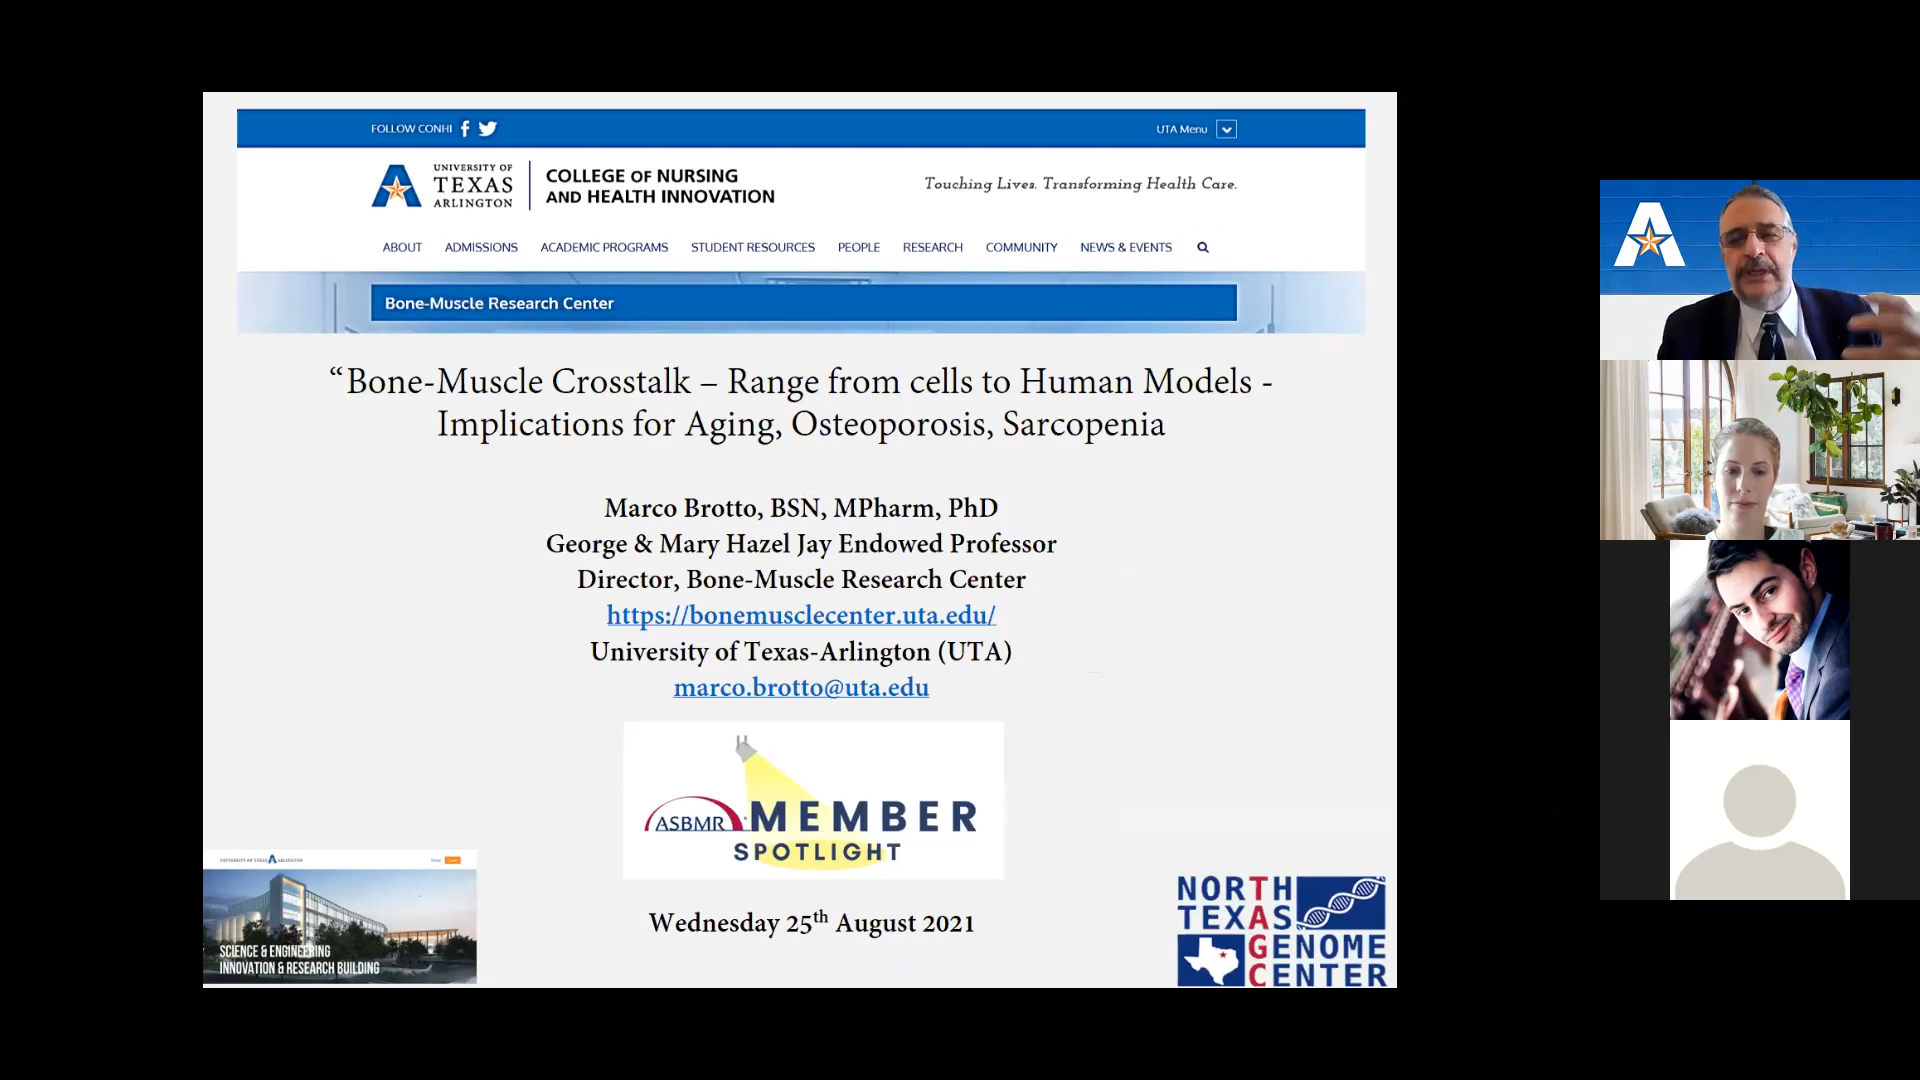 FOLLOW CONHI
UTA Menu
UNIVERSITY OF
TEXAS
ARLINGTON
COLLEGE OF NURSING
AND HEALTH INNOVATION
Touching Lives. Transforming Health Care.
ABOUT ADMISSIONS ACADEMIC PROGRAMS STUDENT RESOURCES PEOPLE RESEARCH COMMUNITY NEWS & EVENTS
Bone-Muscle Research Center
“Bone-Muscle Crosstalk – Range from cells to Human Models -
Implications for Aging, Osteoporosis, Sarcopenia
Marco Brotto, BSN, MPharm, PhD
George & Mary Hazel Jay Endowed Professor
Director, Bone-Muscle Research Center
https://bonemusclecenter.uta.edu/
University of Texas-Arlington (UTA)
marco.brotto@uta.edu
ASBMR MEMBER
SPOTLIGHT
Wednesday 25th August 2021
UNIVERSITY OF TEXAS ARLINGTON
SCIENCE & ENGINEERING
INNOVATION & RESEARCH BUILDING
NORTH
TEXAS
GENOME
CENTER